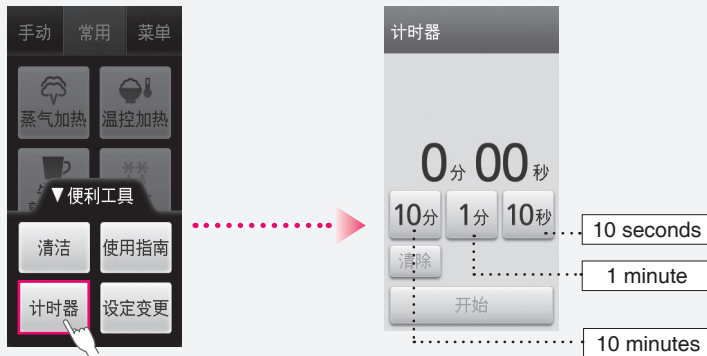 手动 常用 菜单
蒸气加热 温控加热
▼便利工具
清洁 使用指南
计时器 设定变更
计时器
0分 00秒
10分 1分 10秒
清除
开始
10 seconds
1 minute
10 minutes